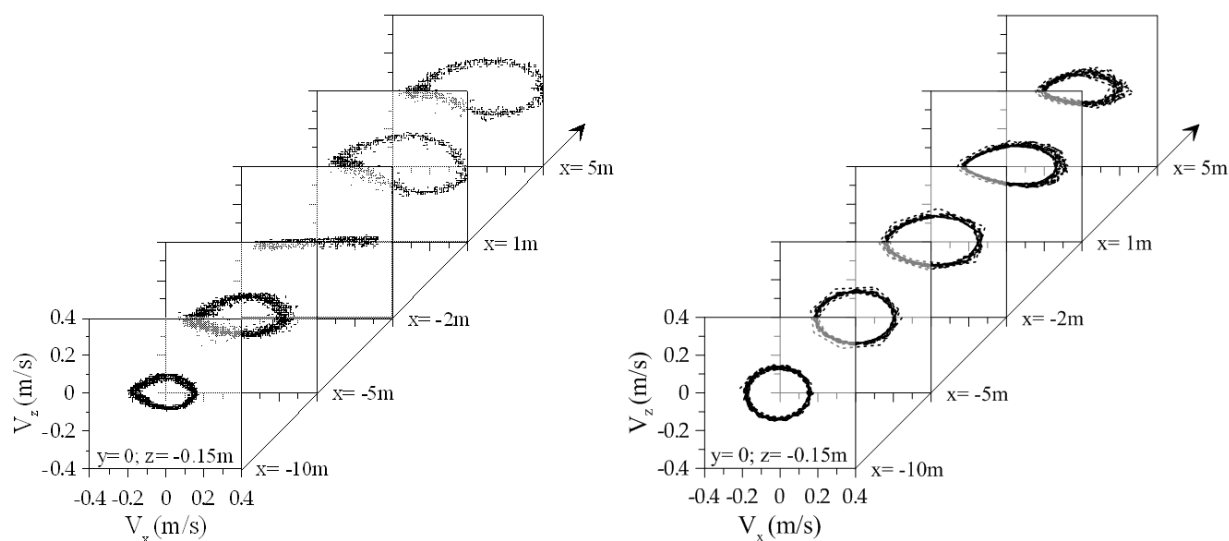 x= 5m
x= 1m
x= -2m
x= -5m
x= -10m
0.4
0.2
0
-0.2
-0.4
V_z (m/s)
y= 0; z= -0.15m
-0.4 -0.2 0 0.2 0.4
V_x (m/s)
x= 5m
x= 1m
x= -2m
x= -5m
x= -10m
0.4
0.2
0
-0.2
-0.4
V_z (m/s)
y= 0; z= -0.15m
-0.4 -0.2 0 0.2 0.4
V_x (m/s)